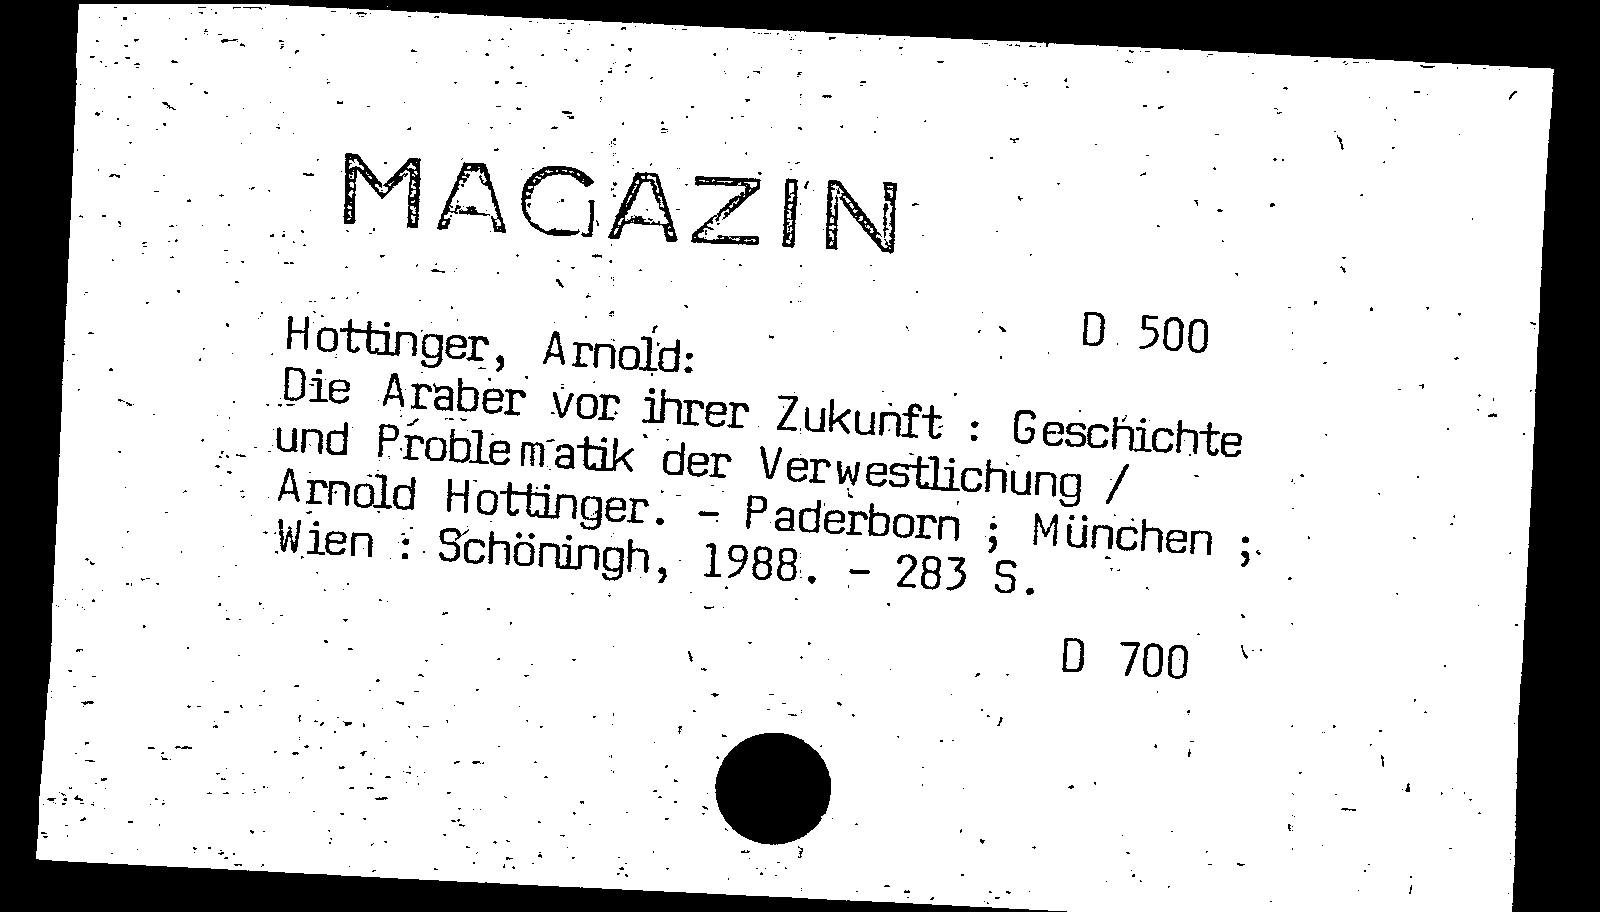 MAGAZIN
D 500
Hottinger, Arnold:
Die Araber vor ihrer Zukunft : Geschichte
und Problematik der Verwestlichung /
Arnold Hottinger. - Paderborn ; München ;
Wien : Schöningh, 1988. - 283 S.
D 700